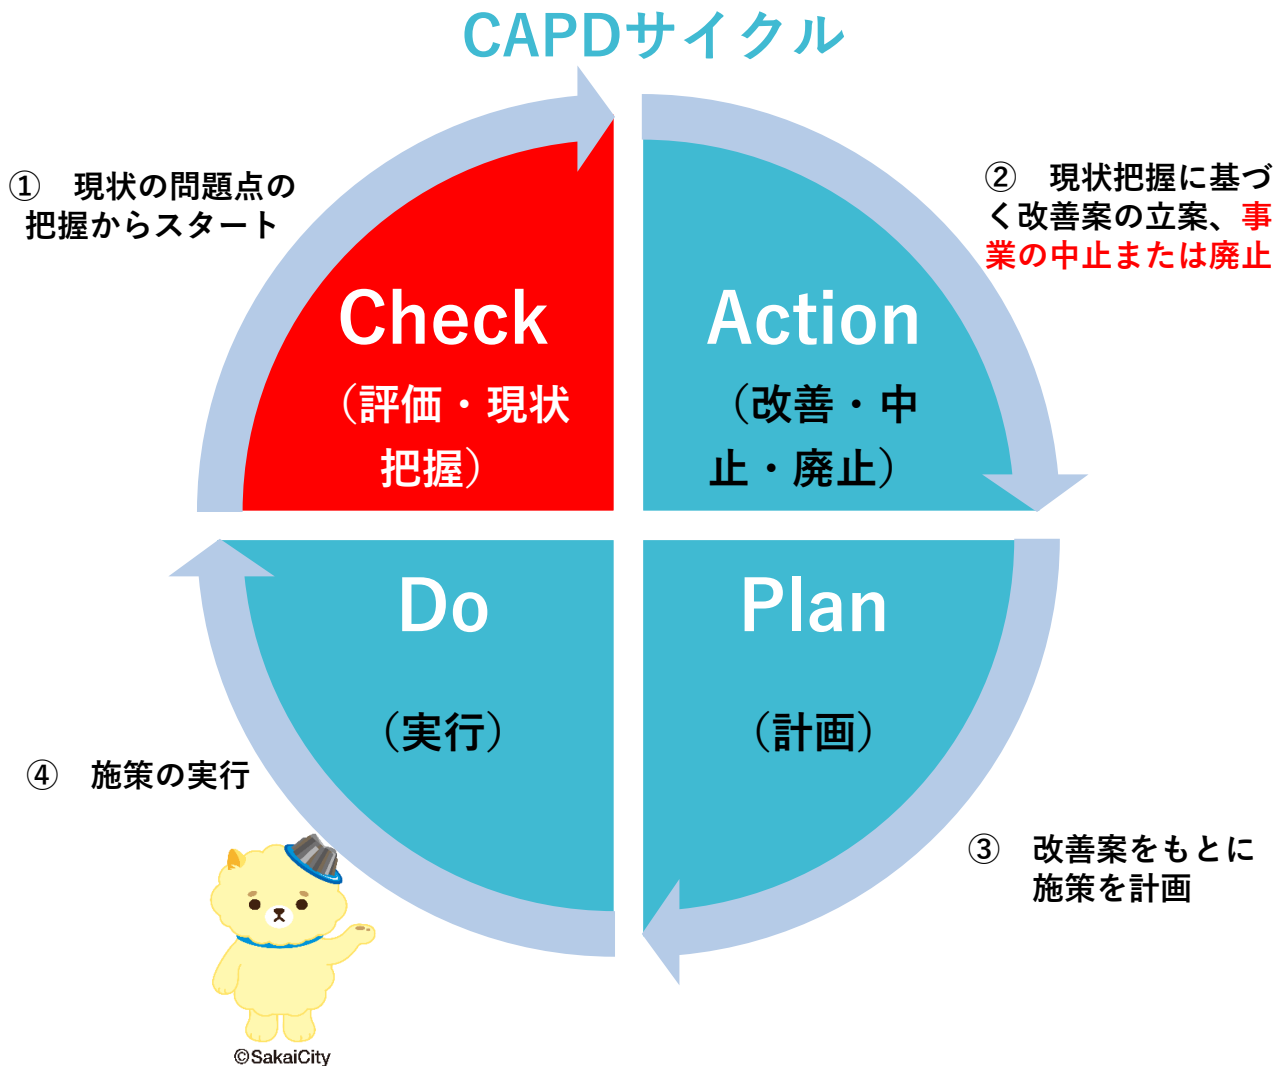 CAPDサイクル
① 現状の問題点の
把握からスタート
② 現状把握に基づ
く改善案の立案、事
業の中止または廃止
Check
（評価・現状
把握）
Action
（改善・中
止・廃止）
Do
（実行）
Plan
（計画）
④ 施策の実行
③ 改善案をもとに
施策を計画
©SakaiCity